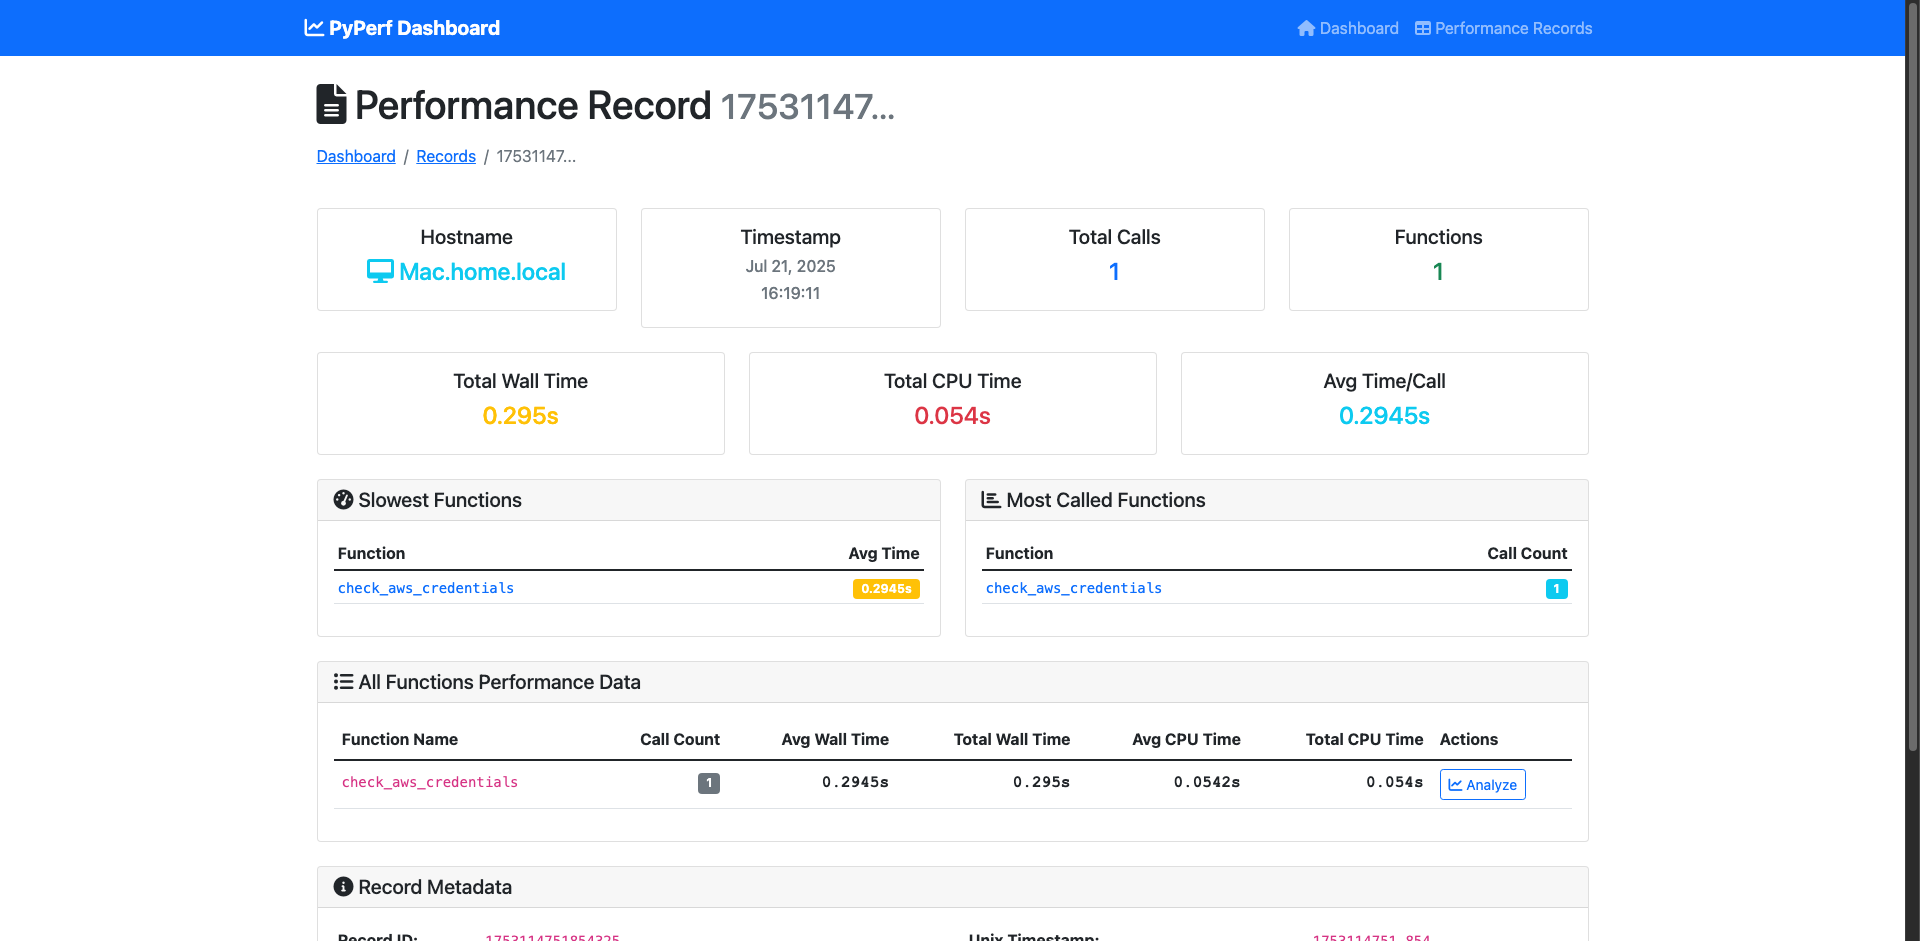 PyPerf Dashboard
Dashboard Performance Records
Performance Record 17531147...
Dashboard / Records / 17531147...
Hostname
Mac.home.local
Timestamp
Jul 21, 2025
16:19:11
Total Calls
1
Functions
1
Total Wall Time
0.295s
Total CPU Time
0.054s
Avg Time/Call
0.2945s
Slowest Functions
Function Avg Time
check_aws_credentials 0.2945s
Most Called Functions
Function Call Count
check_aws_credentials 1
All Functions Performance Data
Function Name Call Count Avg Wall Time Total Wall Time Avg CPU Time Total CPU Time Actions
check_aws_credentials 1 0.2945s 0.295s 0.0542s 0.054s Analyze
Record Metadata
Record ID: 1753114751854325 Unix Timestamp: 1753114751.854